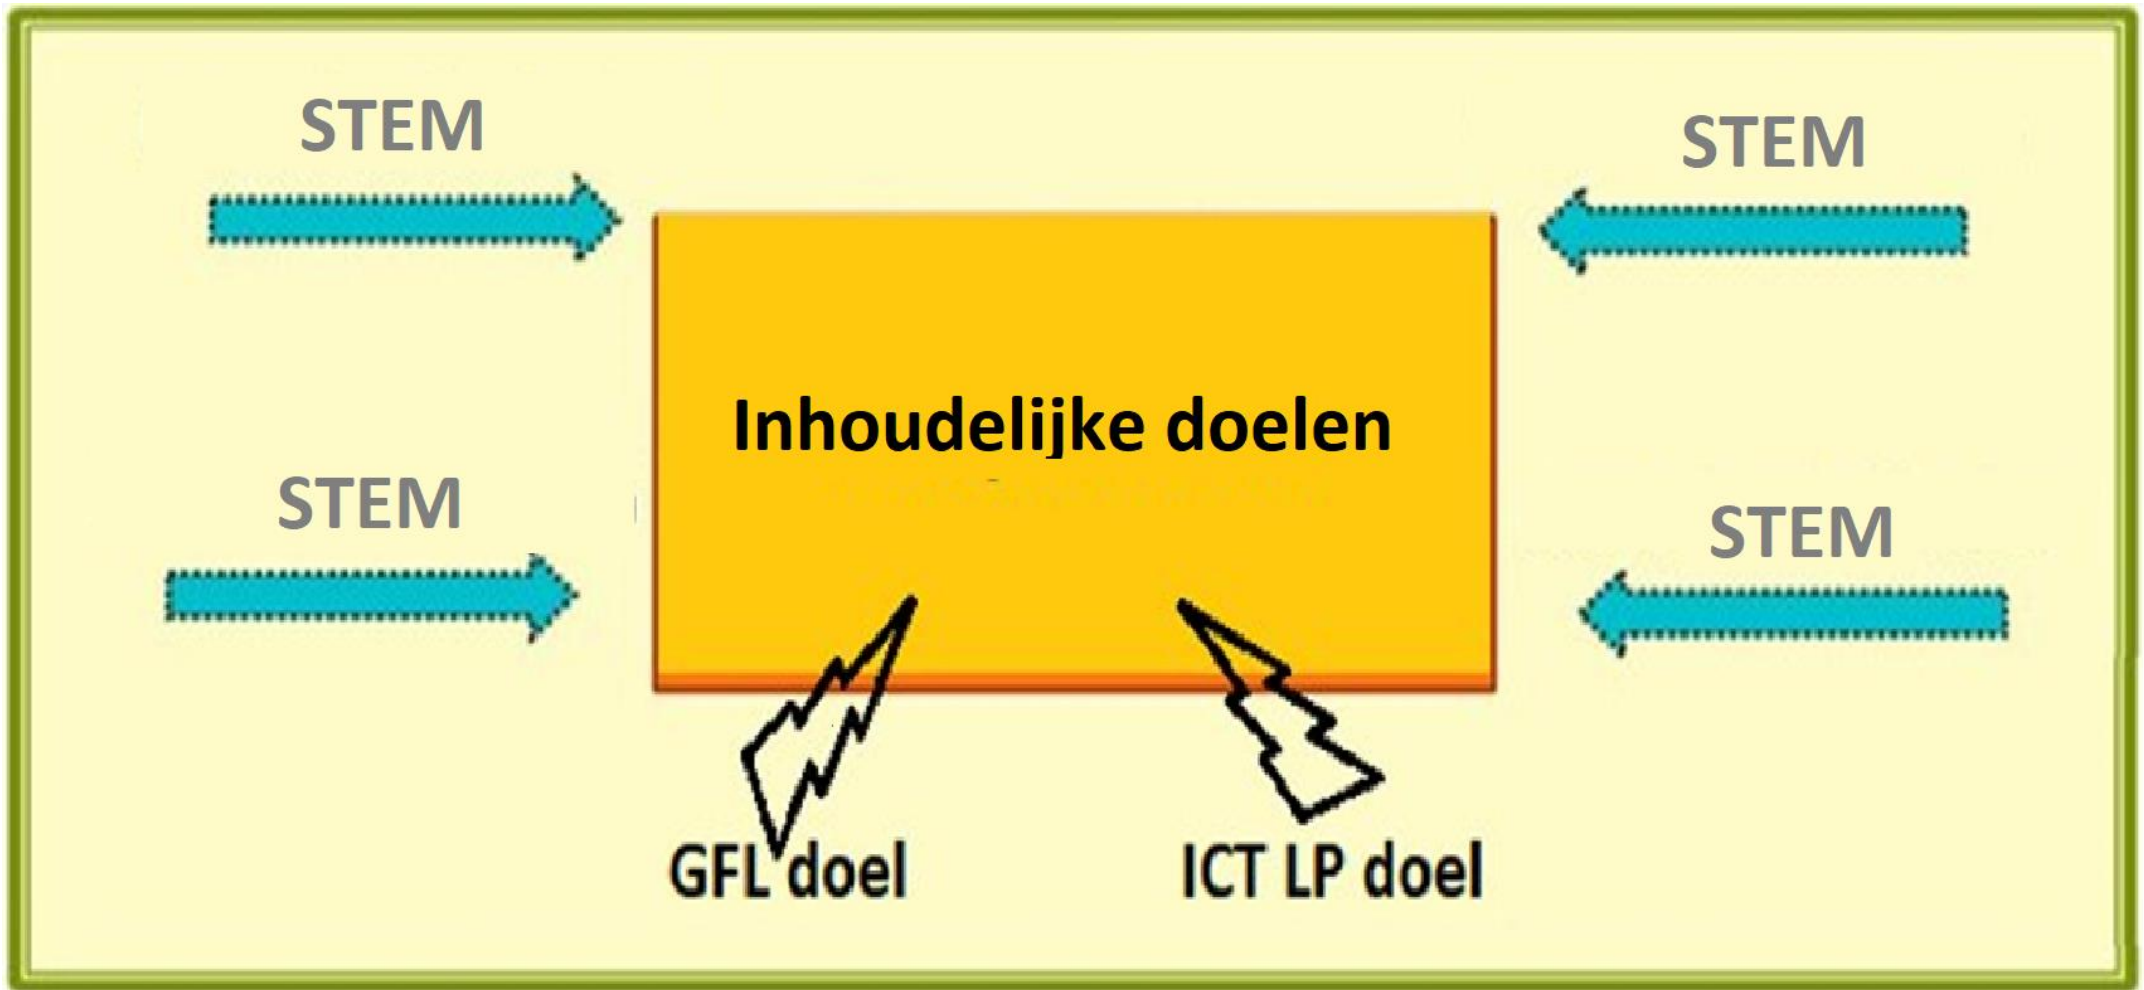 STEM
STEM
Inhoudelijke doelen
STEM
STEM
GFL doel
ICT LP doel